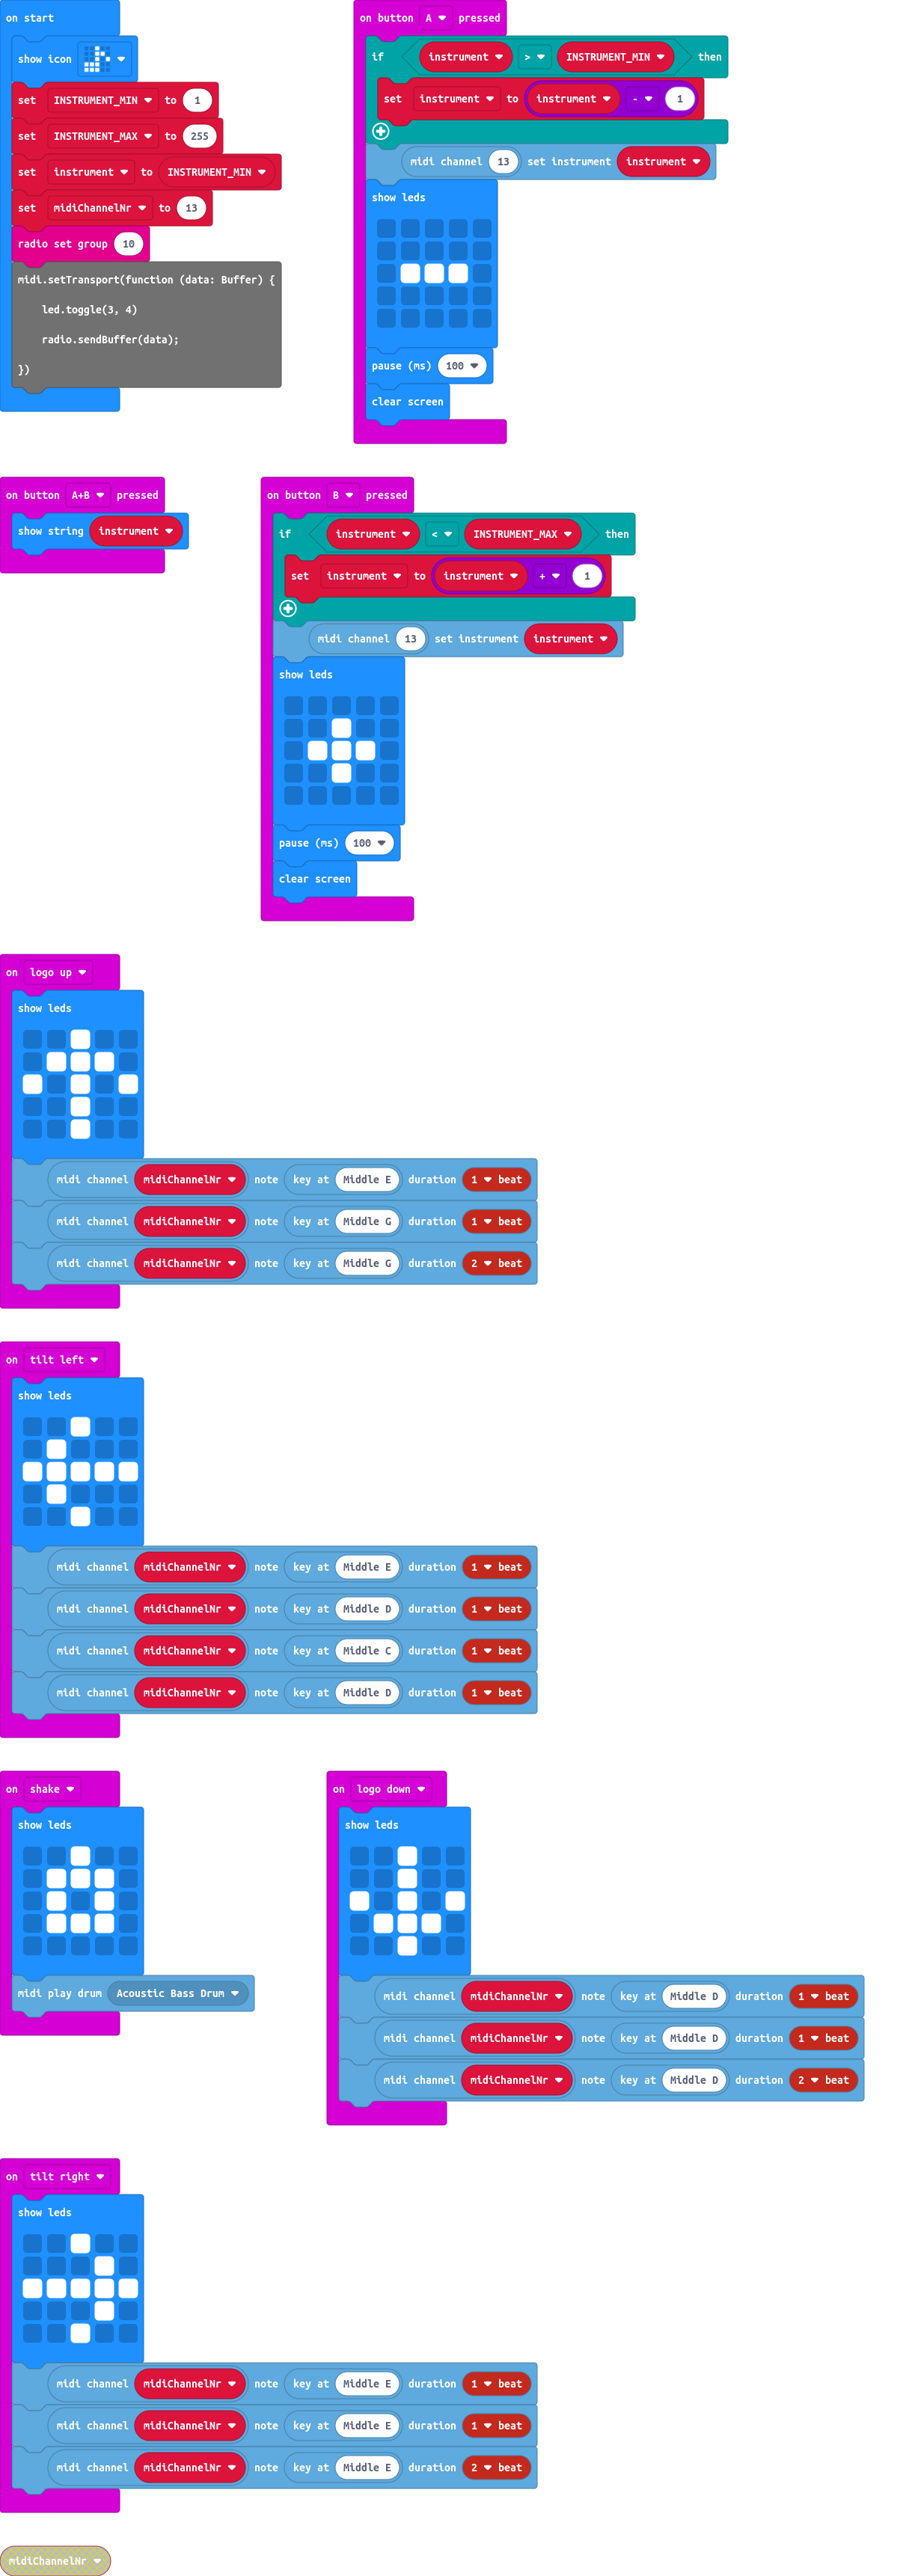 on start
show icon
set INSTRUMENT_MIN to 1
set INSTRUMENT_MAX to 255
set instrument to INSTRUMENT_MIN
set midiChannelNr to 13
radio set group 10
midi.setTransport(function (data: Buffer) {
led.toggle(3, 4)
radio.sendBuffer(data);
})
on button A pressed
if instrument > INSTRUMENT_MIN then
set instrument to instrument - 1
midi channel 13 set instrument instrument
show leds
pause (ms) 100
clear screen
on button A+B pressed
show string instrument
on button B pressed
if instrument < INSTRUMENT_MAX then
set instrument to instrument + 1
midi channel 13 set instrument instrument
show leds
pause (ms) 100
clear screen
on logo up
show leds
midi channel midiChannelNr note key at Middle E duration 1 beat
midi channel midiChannelNr note key at Middle G duration 1 beat
midi channel midiChannelNr note key at Middle G duration 2 beat
on tilt left
show leds
midi channel midiChannelNr note key at Middle E duration 1 beat
midi channel midiChannelNr note key at Middle D duration 1 beat
midi channel midiChannelNr note key at Middle C duration 1 beat
midi channel midiChannelNr note key at Middle D duration 1 beat
on shake
show leds
midi play drum Acoustic Bass Drum
on logo down
show leds
midi channel midiChannelNr note key at Middle D duration 1 beat
midi channel midiChannelNr note key at Middle D duration 1 beat
midi channel midiChannelNr note key at Middle D duration 2 beat
on tilt right
show leds
midi channel midiChannelNr note key at Middle E duration 1 beat
midi channel midiChannelNr note key at Middle E duration 1 beat
midi channel midiChannelNr note key at Middle E duration 2 beat
midiChannelNr